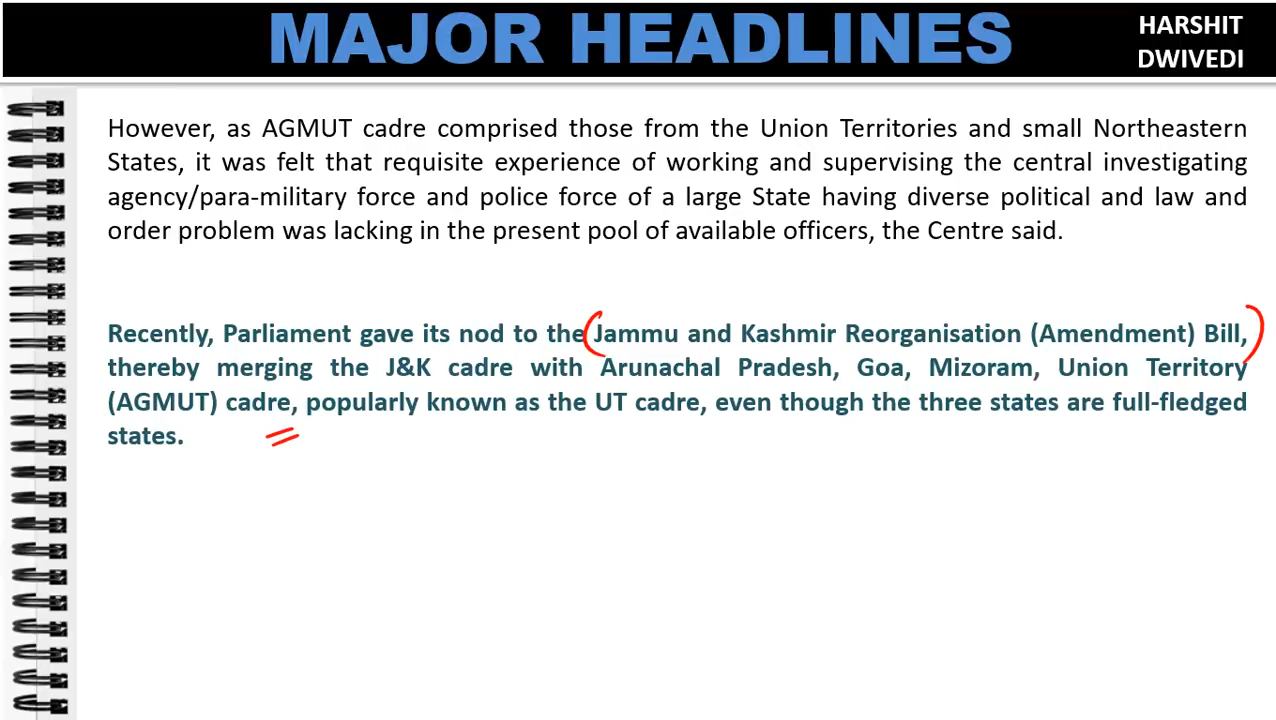 MAJOR HEADLINES
HARSHIT
DWIVEDI
However, as AGMUT cadre comprised those from the Union Territories and small Northeastern
States, it was felt that requisite experience of working and supervising the central investigating
agency/para-military force and police force of a large State having diverse political and law and
order problem was lacking in the present pool of available officers, the Centre said.
Recently, Parliament gave its nod to the Jammu and Kashmir Reorganisation (Amendment) Bill,
thereby merging the J&K cadre with Arunachal Pradesh, Goa, Mizoram, Union Territory
(AGMUT) cadre, popularly known as the UT cadre, even though the three states are full-fledged
states.